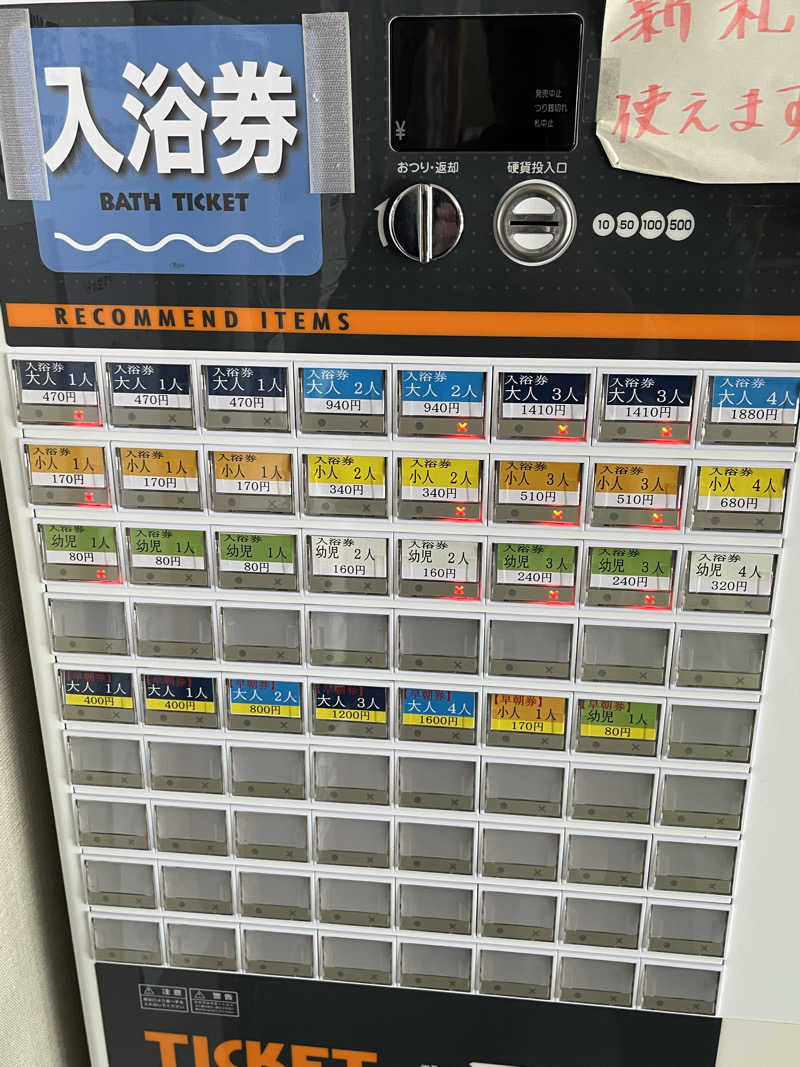 新札
使えます
入浴券
BATH TICKET
発売中止
つり銭切れ
札中止
¥
おつり・返却
硬貨投入口
10 50 100 500
RECOMMEND ITEMS
入浴券 入浴券 入浴券 入浴券 入浴券 入浴券 入浴券 入浴券
大人 1人 大人 1人 大人 1人 大人 2人 大人 2人 大人 3人 大人 3人 大人 4人
470円 470円 470円 940円 940円 1410円 1410円 1880円
入浴券 入浴券 入浴券 入浴券 入浴券 入浴券 入浴券 入浴券
小人 1人 小人 1人 小人 1人 小人 2人 小人 2人 小人 3人 小人 3人 小人 4人
170円 170円 170円 340円 340円 510円 510円 680円
入浴券 入浴券 入浴券 入浴券 入浴券 入浴券 入浴券 入浴券
幼児 1人 幼児 1人 幼児 1人 幼児 2人 幼児 2人 幼児 3人 幼児 3人 幼児 4人
80円 80円 80円 160円 160円 240円 240円 320円
【早朝券】 【早朝券】 【早朝券】 【早朝券】 【早朝券】 【早朝券】 【早朝券】
大人 1人 大人 1人 大人 2人 大人 3人 大人 4人 小人 1人 幼児 1人
400円 400円 800円 1200円 1600円 170円 80円
注意 警告
TICKET